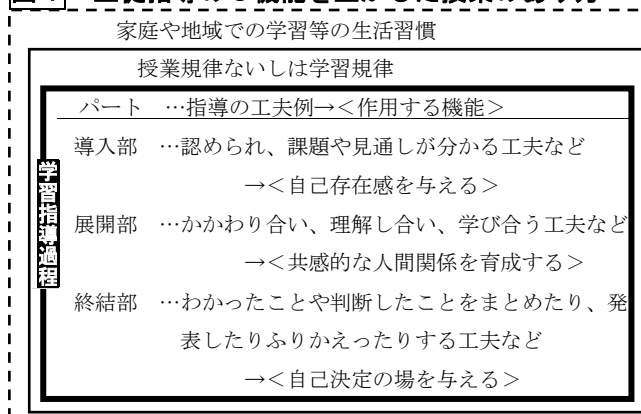 家庭や地域での学習等の生活習慣
授業規律ないしは学習規律
パート …指導の工夫例→＜作用する機能＞
導入部 …認められ、課題や見通しが分かる工夫など
→＜自己存在感を与える＞
展開部 …かかわり合い、理解し合い、学び合う工夫など
→＜共感的な人間関係を育成する＞
終結部 …わかったことや判断したことをまとめたり、発
表したりふりかえったりする工夫など
→＜自己決定の場を与える＞
学習指導過程